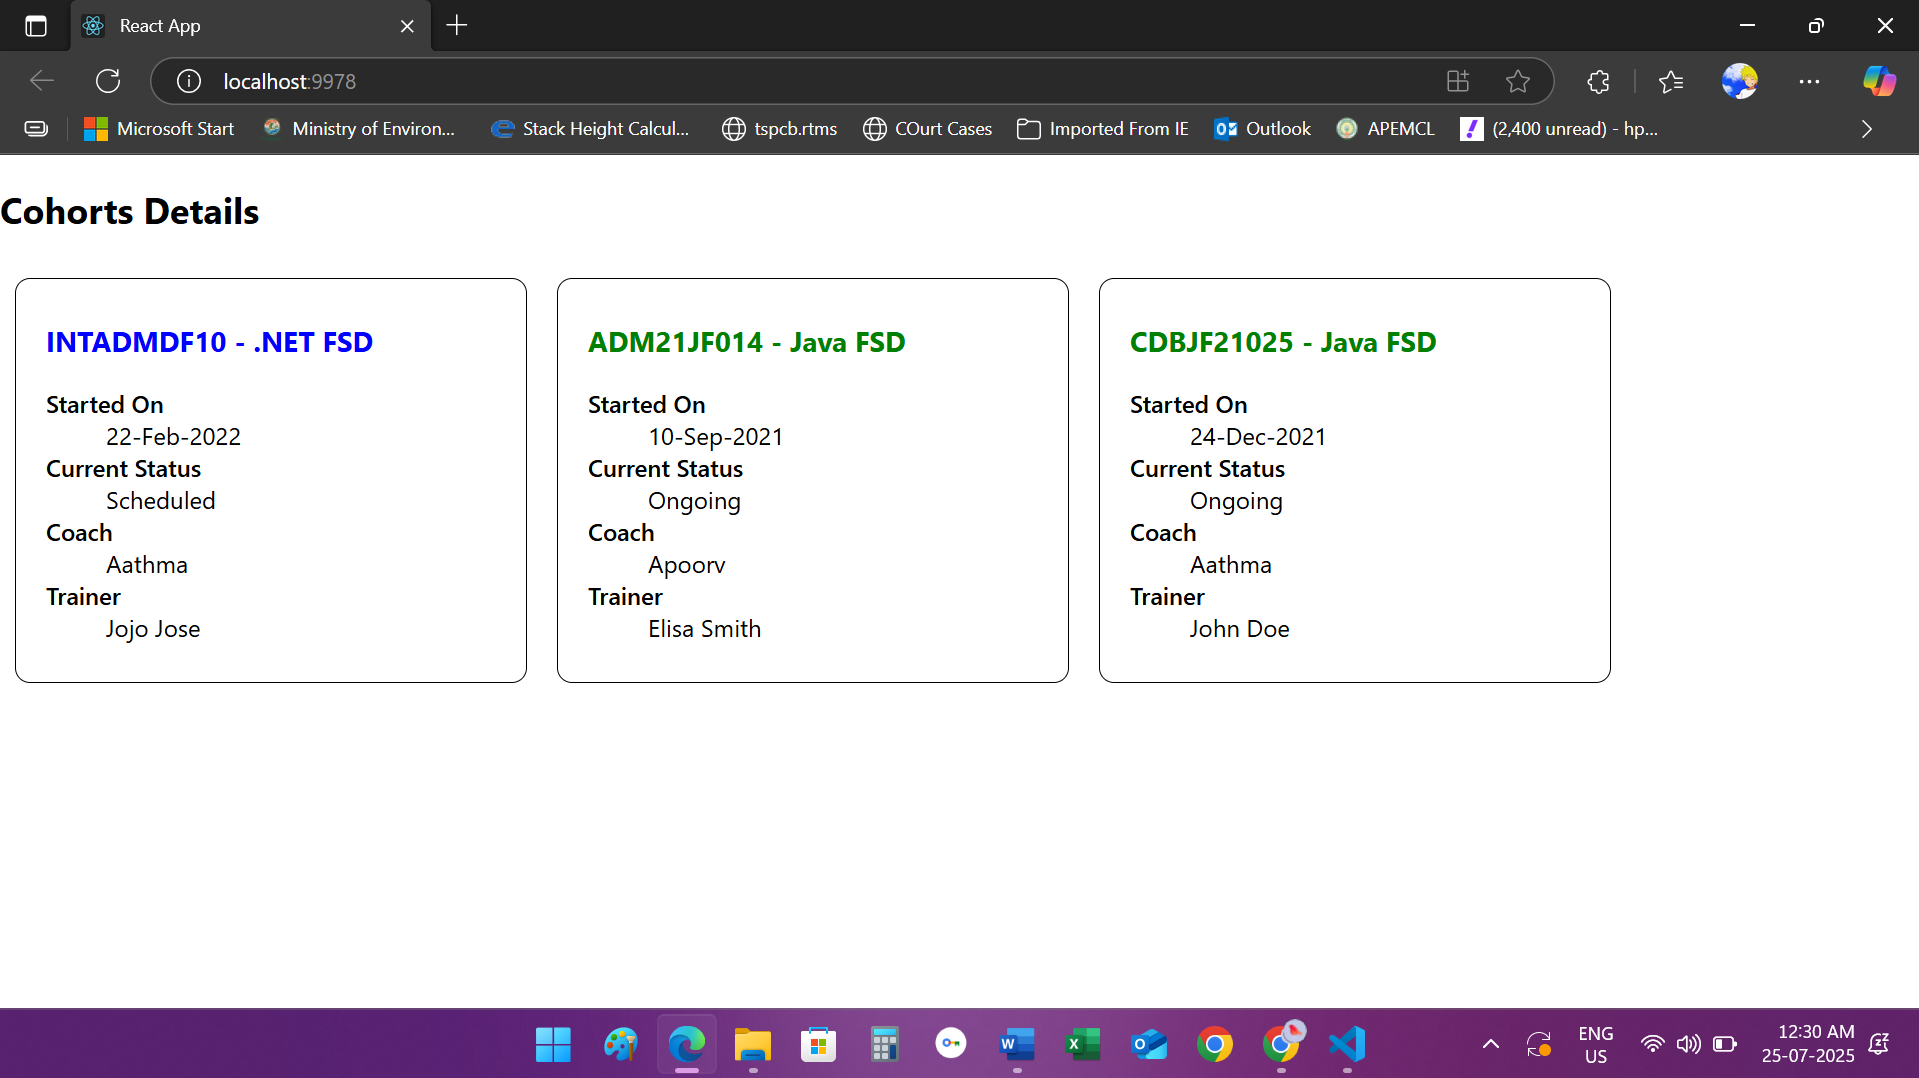 React App
localhost:9978
Microsoft Start
Ministry of Environ...
Stack Height Calcul...
tspcb.rtms
COurt Cases
Imported From IE
Outlook
APEMCL
(2,400 unread) - hp...
Cohorts Details
INTADMDF10 - .NET FSD
Started On
22-Feb-2022
Current Status
Scheduled
Coach
Aathma
Trainer
Jojo Jose
ADM21JF014 - Java FSD
Started On
10-Sep-2021
Current Status
Ongoing
Coach
Apoorv
Trainer
Elisa Smith
CDBJF21025 - Java FSD
Started On
24-Dec-2021
Current Status
Ongoing
Coach
Aathma
Trainer
John Doe
ENG
US
12:30 AM
25-07-2025